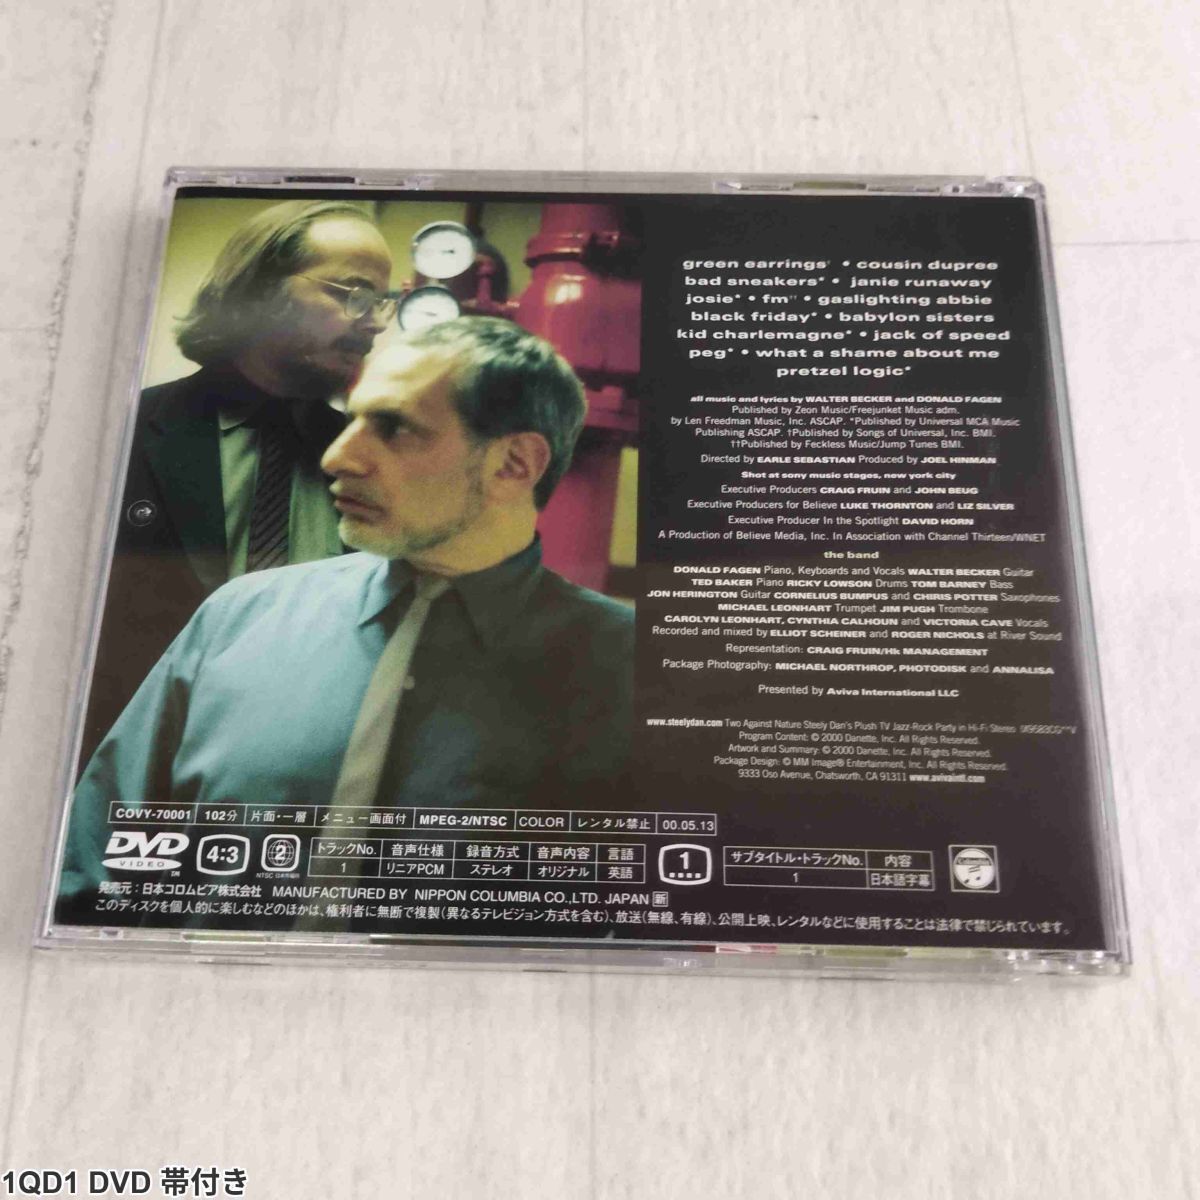 green earrings† • cousin dupree
bad sneakers* • janie runaway
josie* • fm†† • gaslighting abbie
black friday* • babylon sisters
kid charlemagne* • jack of speed
peg* • what a shame about me
pretzel logic*
all music and lyrics by WALTER BECKER and DONALD FAGEN
Published by Zeon Music/Freejunket Music adm.
by Len Freedman Music, Inc. ASCAP. *Published by Universal MCA Music
Publishing ASCAP. †Published by Songs of Universal, Inc. BMI.
††Published by Feckless Music/Jump Tunes BMI.
Directed by EARLE SEBASTIAN Produced by JOEL HINMAN
Shot at sony music stages, new york city
Executive Producers CRAIG FRUIN and JOHN BEUG
Executive Producers for Believe LUKE THORNTON and LIZ SILVER
Executive Producer In the Spotlight DAVID HORN
A Production of Believe Media, Inc. In Association with Channel Thirteen/WNET
the band
DONALD FAGEN Piano, Keyboards and Vocals WALTER BECKER Guitar
TED BAKER Piano RICKY LOWSON Drums TOM BARNEY Bass
JON HERINGTON Guitar CORNELIUS BUMPUS and CHIRIS POTTER Saxophones
MICHAEL LEONHART Trumpet JIM PUGH Trombone
CAROLYN LEONHART, CYNTHIA CALHOUN and VICTORIA CAVE Vocals
Recorded and mixed by ELLIOT SCHEINER and ROGER NICHOLS at River Sound
Representation: CRAIG FRUIN/Hk MANAGEMENT
Package Photography: MICHAEL NORTHROP, PHOTODISK and ANNALISA
Presented by Aviva International LLC
www.steelydan.com Two Against Nature Steely Dan's Plush TV Jazz-Rock Party in Hi-Fi Stereo
Program Content: © 2000 Danette, Inc. All Rights Reserved.
Artwork and Summary: © 2000 Danette, Inc. All Rights Reserved.
Package Design: © MM Image® Entertainment, Inc. All Rights Reserved.
9333 Oso Avenue, Chatsworth, CA 91311 www.avivaintl.com
COVY-70001 102分 片面・一層 メニュー画面付 MPEG-2/NTSC COLOR レンタル禁止 00.05.13
DVD VIDEO TM 4:3 2 NTSC 日本市場向
トラックNo. 音声仕様 録音方式 音声内容 言語
1 リニアPCM ステレオ オリジナル 英語
1
サブタイトル・トラックNo. 内容
1 日本語字幕
Columbia
発売元：日本コロムビア株式会社 MANUFACTURED BY NIPPON COLUMBIA CO.,LTD. JAPAN 新
このディスクを個人的に楽しむなどのほかは、権利者に無断で複製(異なるテレビジョン方式を含む)、放送(無線、有線)、公開上映、レンタルなどに使用することは法律で禁じられています。
1QD1 DVD 帯付き